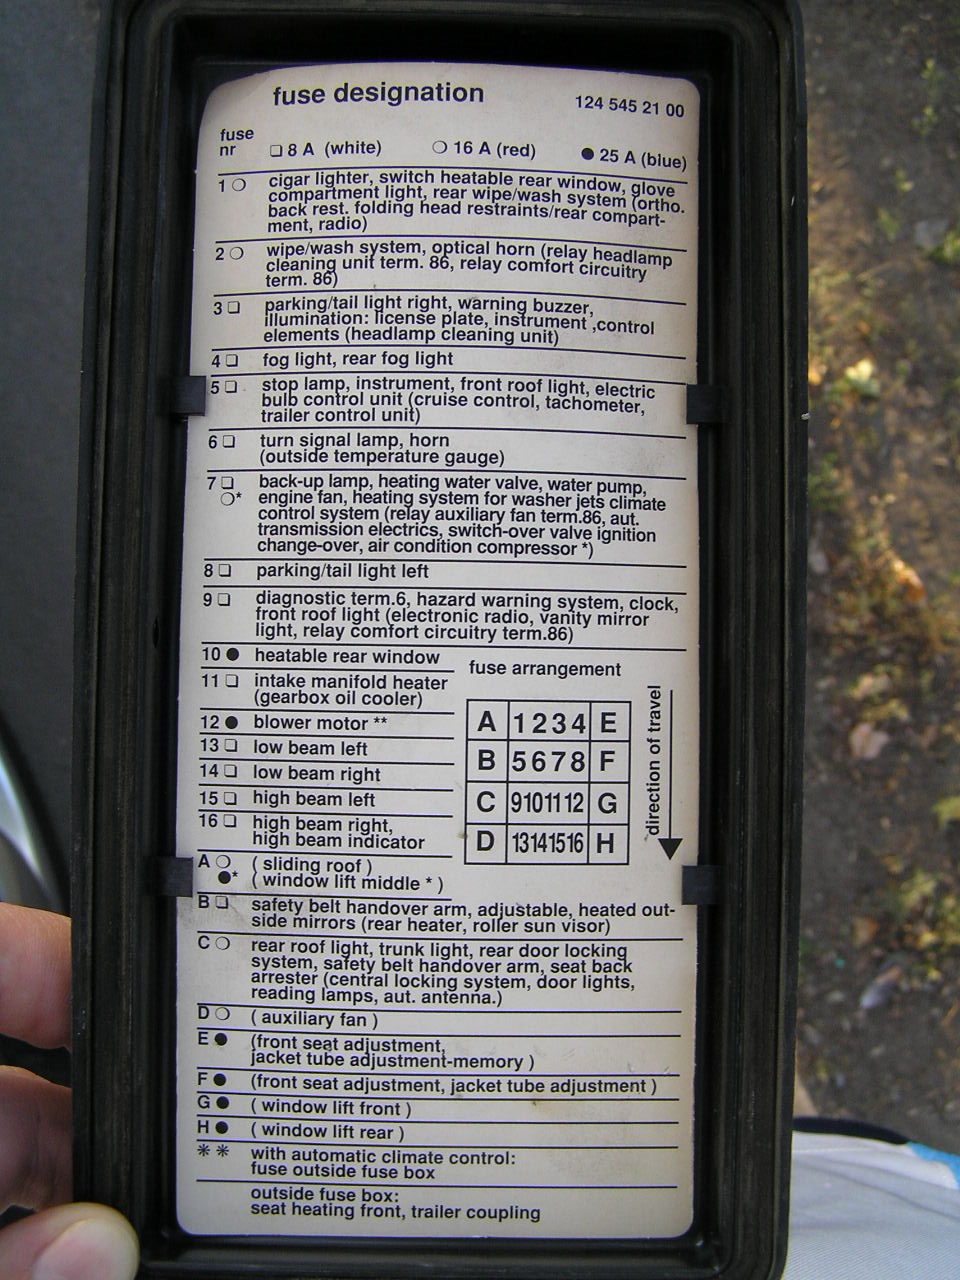 fuse designation
124 545 21 00
fuse
nr ❏ 8 A (white) ❍ 16 A (red) ● 25 A (blue)
1 ❍ cigar lighter, switch heatable rear window, glove
compartment light, rear wipe/wash system (ortho.
back rest. folding head restraints/rear compart-
ment, radio)
2 ❍ wipe/wash system, optical horn (relay headlamp
cleaning unit term. 86, relay comfort circuitry
term. 86)
3 ❏ parking/tail light right, warning buzzer,
illumination: license plate, instrument ,control
elements (headlamp cleaning unit)
4 ❏ fog light, rear fog light
5 ❏ stop lamp, instrument, front roof light, electric
bulb control unit (cruise control, tachometer,
trailer control unit)
6 ❏ turn signal lamp, horn
(outside temperature gauge)
7 ❏ back-up lamp, heating water valve, water pump,
❍* engine fan, heating system for washer jets climate
control system (relay auxiliary fan term.86, aut.
transmission electrics, switch-over valve ignition
change-over, air condition compressor *)
8 ❏ parking/tail light left
9 ❏ diagnostic term.6, hazard warning system, clock,
front roof light (electronic radio, vanity mirror
light, relay comfort circuitry term.86)
10 ● heatable rear window
11 ❏ intake manifold heater
(gearbox oil cooler)
12 ● blower motor **
13 ❏ low beam left
14 ❏ low beam right
15 ❏ high beam left
16 ❏ high beam right,
high beam indicator
fuse arrangement
A 1 2 3 4 E
B 5 6 7 8 F
C 9 10 11 12 G
D 13 14 15 16 H
direction of travel
A ❍ ( sliding roof )
●* ( window lift middle * )
B ❏ safety belt handover arm, adjustable, heated out-
side mirrors (rear heater, roller sun visor)
C ❍ rear roof light, trunk light, rear door locking
system, safety belt handover arm, seat back
arrester (central locking system, door lights,
reading lamps, aut. antenna.)
D ❍ ( auxiliary fan )
E ● (front seat adjustment,
jacket tube adjustment-memory )
F ● (front seat adjustment, jacket tube adjustment )
G ● ( window lift front )
H ● ( window lift rear )
* * with automatic climate control:
fuse outside fuse box
outside fuse box:
seat heating front, trailer coupling